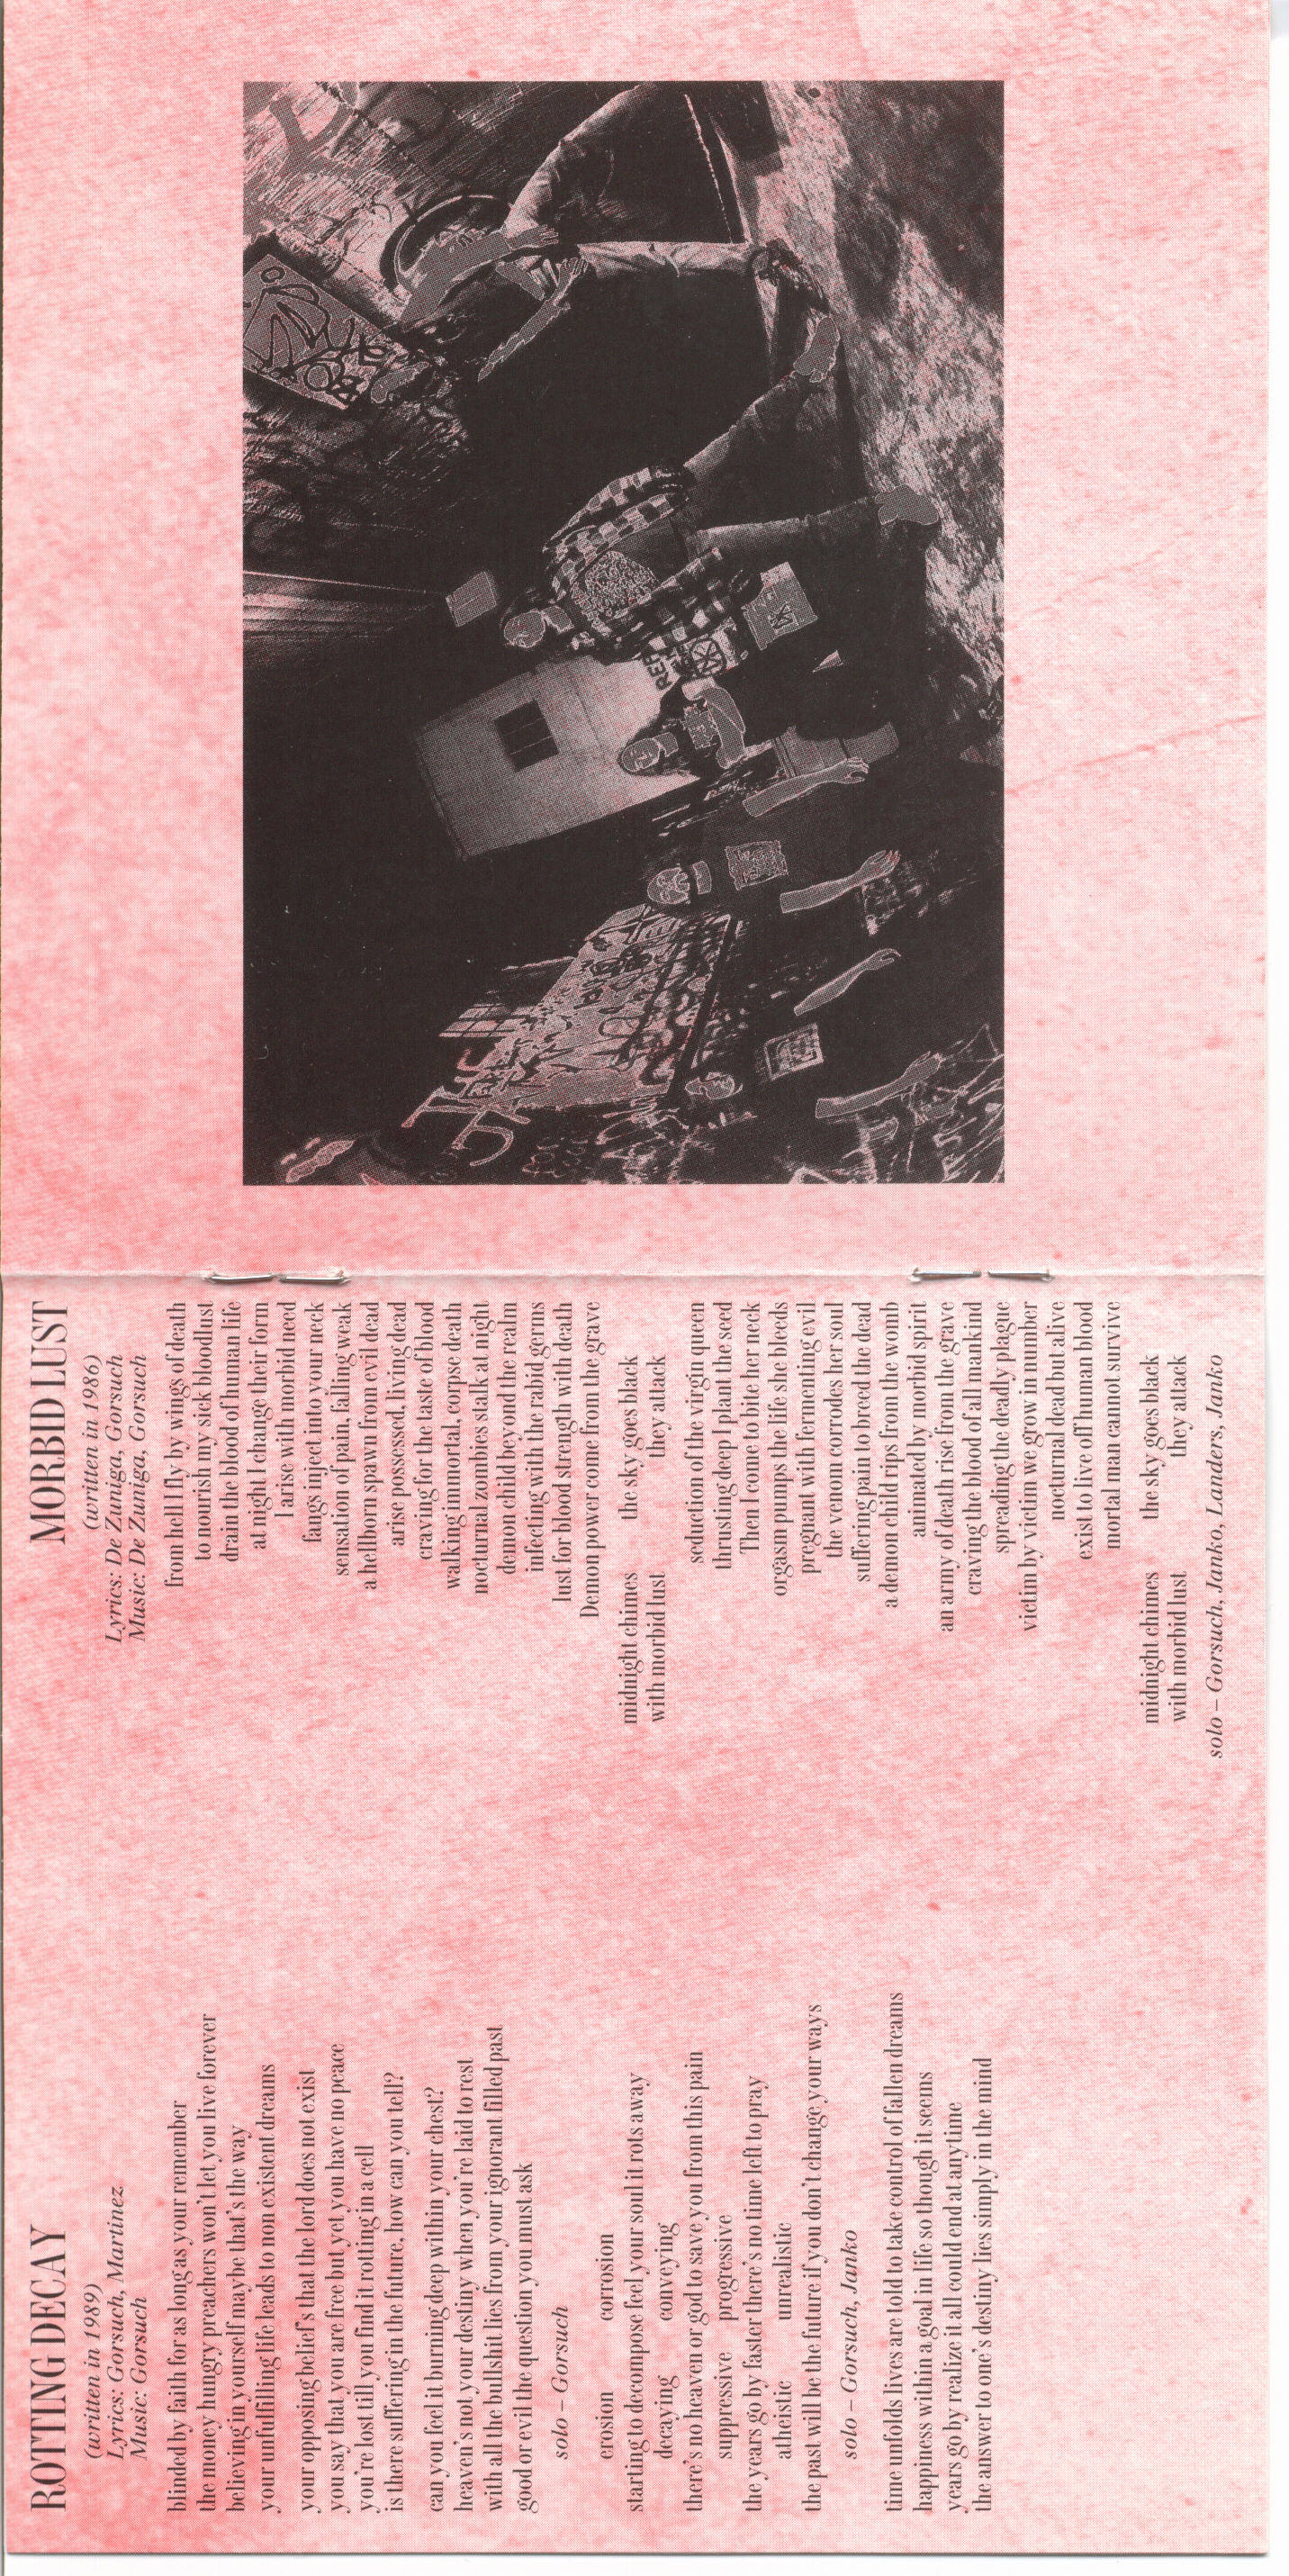 ROTTING DECAY
(written in 1989)
Lyrics: Gorsuch, Martinez
Music: Gorsuch
blinded by faith for as long as your remember
the money hungry preachers won't let you live forever
believing in yourself maybe that's the way
your unfulfilling life leads to non existent dreams
your opposing belief's that the lord does not exist
you say that you are free but yet you have no peace
you're lost till you find it rotting in a cell
is there suffering in the future, how can you tell?
can you feel it burning deep within your chest?
heaven's not your destiny when you're laid to rest
with all the bullshit lies from your ignorant filled past
good or evil the question you must ask
solo – Gorsuch
erosion corrosion
starting to decompose feel your soul it rots away
decaying conveying
there's no heaven or god to save you from this pain
suppressive progressive
the years go by faster there's no time left to pray
atheistic unrealistic
the past will be the future if you don't change your ways
solo – Gorsuch, Janko
time unfolds lives are told to take control of fallen dreams
happiness within a goal in life so though it seems
years go by realize it all could end at anytime
the answer to one's destiny lies simply in the mind
MORBID LUST
(written in 1986)
Lyrics: De Zuniga, Gorsuch
Music: De Zuniga, Gorsuch
from hell I fly by wings of death
to nourish my sick bloodlust
drain the blood of human life
at night I change their form
I arise with morbid need
fangs inject into your neck
sensation of pain, falling weak
a hellborn spawn from evil dead
arise possessed, living dead
craving for the taste of blood
walking immortal, corpse death
nocturnal zombies stalk at night
demon child beyond the realm
infecting with the rabid germs
lust for blood strength with death
Demon power come from the grave
midnight chimes the sky goes black
with morbid lust they attack
seduction of the virgin queen
thrusting deep I plant the seed
Then I come to bite her neck
orgasm pumps the life she bleeds
pregnant with fermenting evil
the venom corrodes her soul
suffering pain to breed the dead
a demon child rips from the womb
animated by morbid spirit
an army of death rise from the grave
craving the blood of all mankind
spreading the deadly plague
victim by victim we grow in number
nocturnal dead but alive
exist to live off human blood
mortal man cannot survive
midnight chimes the sky goes black
with morbid lust they attack
solo – Gorsuch, Janko, Landers, Janko